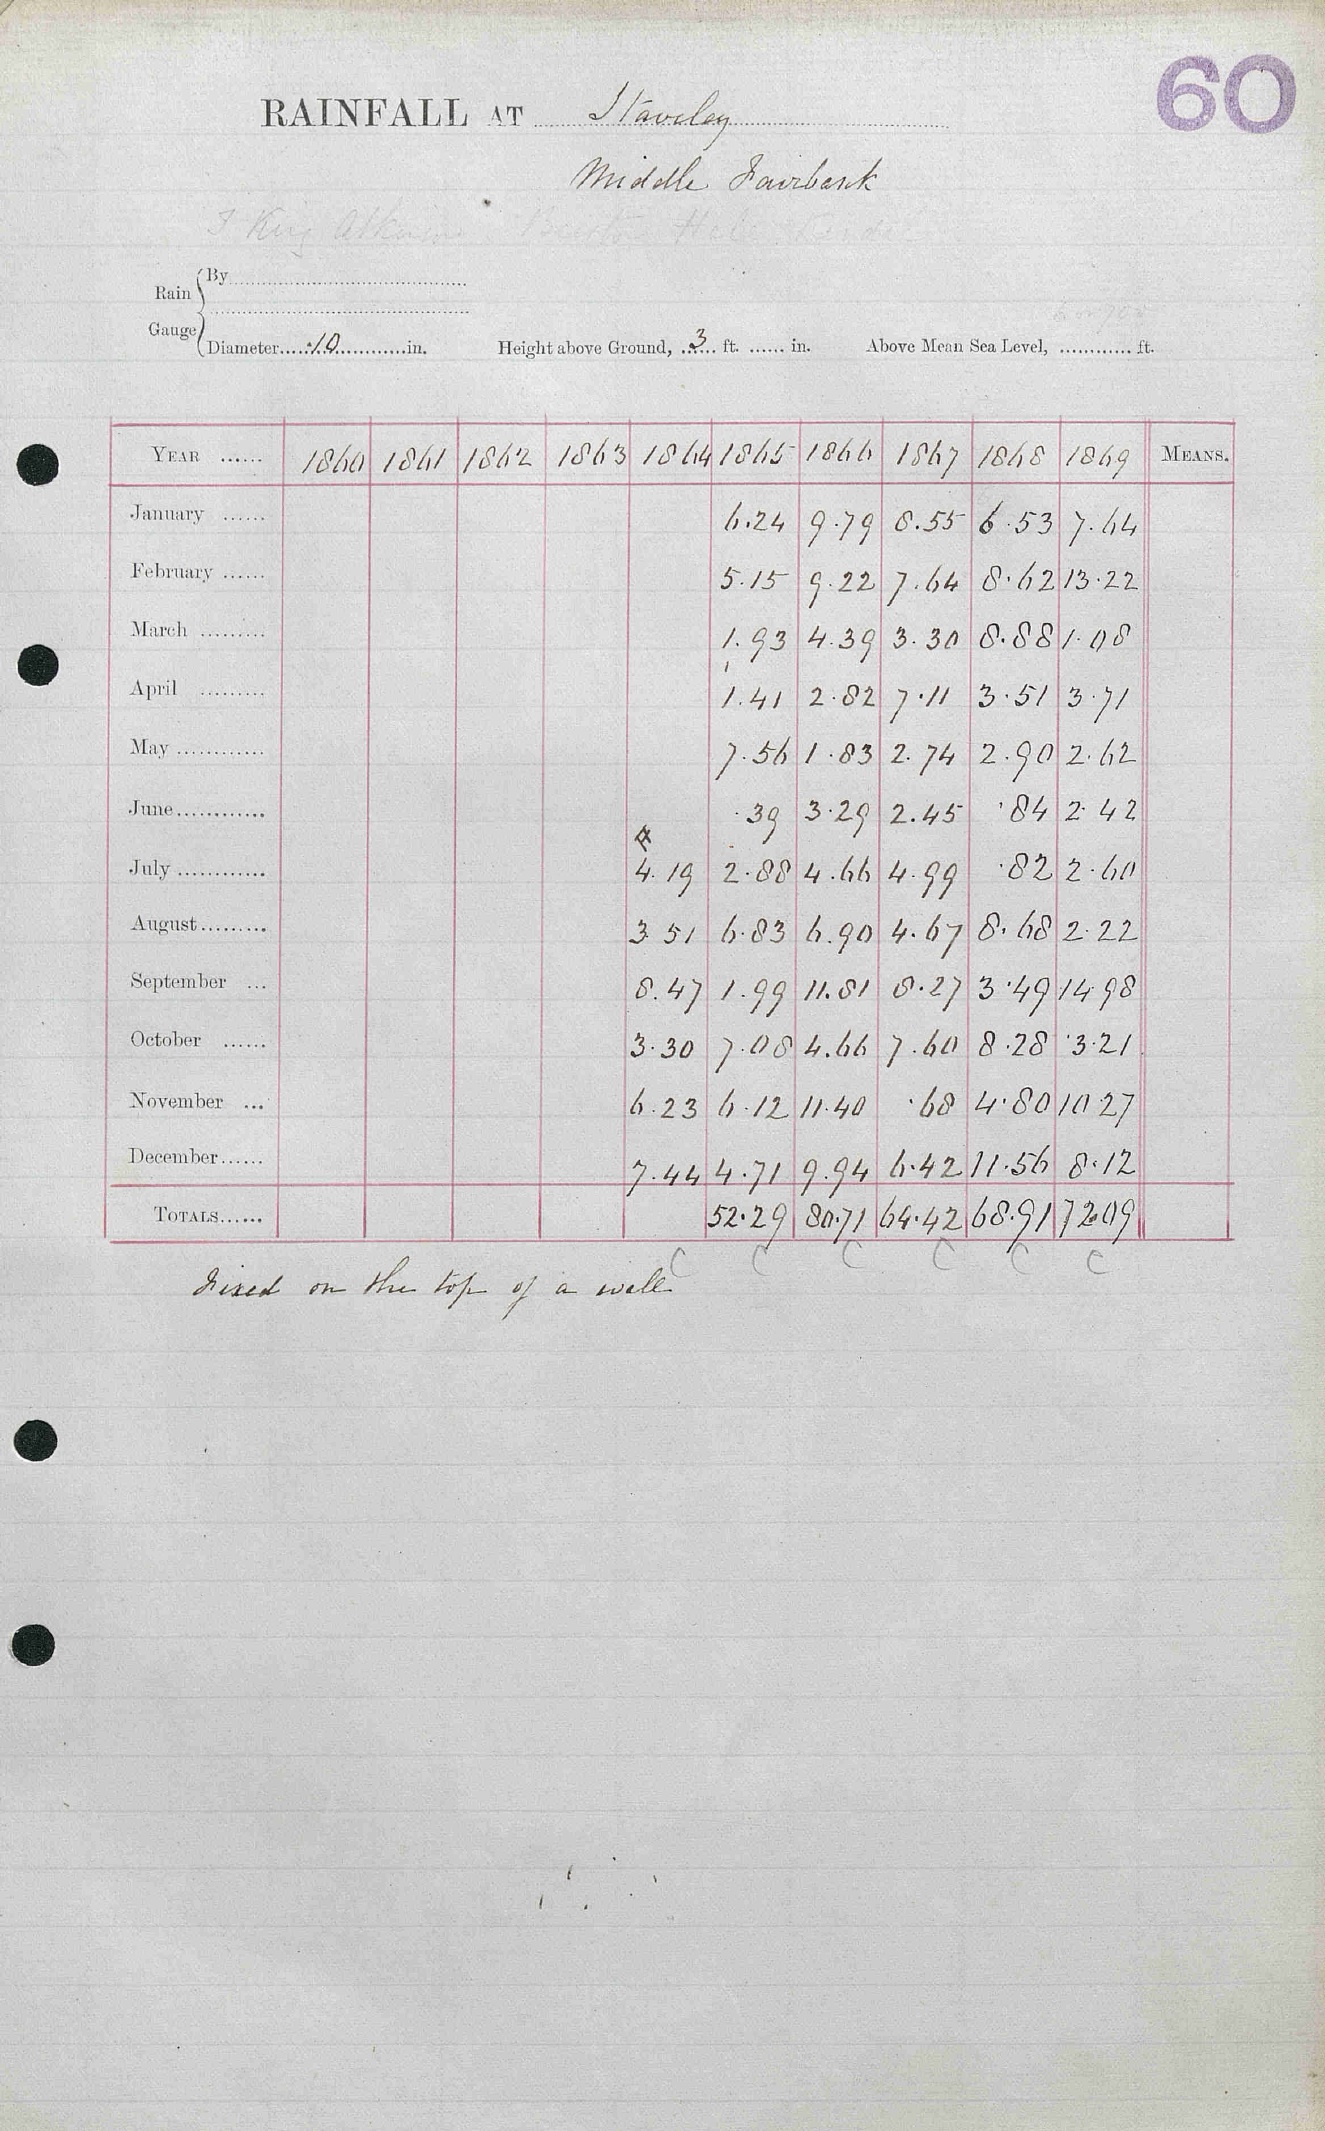 60
RAINFALL AT Staveley
Middle Fairbank
Rain Gauge
By
Diameter......10............in. Height above Ground, ..3.... ft. ...... in. Above Mean Sea Level, ............ ft.
YEAR ...... 1860 1861 1862 1863 1864 1865 1866 1867 1868 1869 MEANS.
January ...... 6.24 9.79 8.55 6.53 7.64
February ...... 5.15 9.22 7.64 8.62 13.22
March ......... 1.93 4.39 3.30 8.88 1.08
April ......... 1.41 2.82 7.11 3.51 3.71
May ............ 7.56 1.83 2.74 2.90 2.62
June............ .39 3.29 2.45 .84 2.42
July ............ 4.19 2.88 4.66 4.99 .82 2.60
August......... 3.51 6.83 6.90 4.67 8.68 2.22
September ... 8.47 1.99 11.81 8.27 3.49 14.98
October ...... 3.30 7.08 4.66 7.60 8.28 3.21
November ... 6.23 6.12 11.40 .68 4.80 10.27
December...... 7.44 4.71 9.94 6.42 11.56 8.12
TOTALS...... 52.29 80.71 64.42 68.91 72.09
C C C C C C
Fixed on the top of a wall